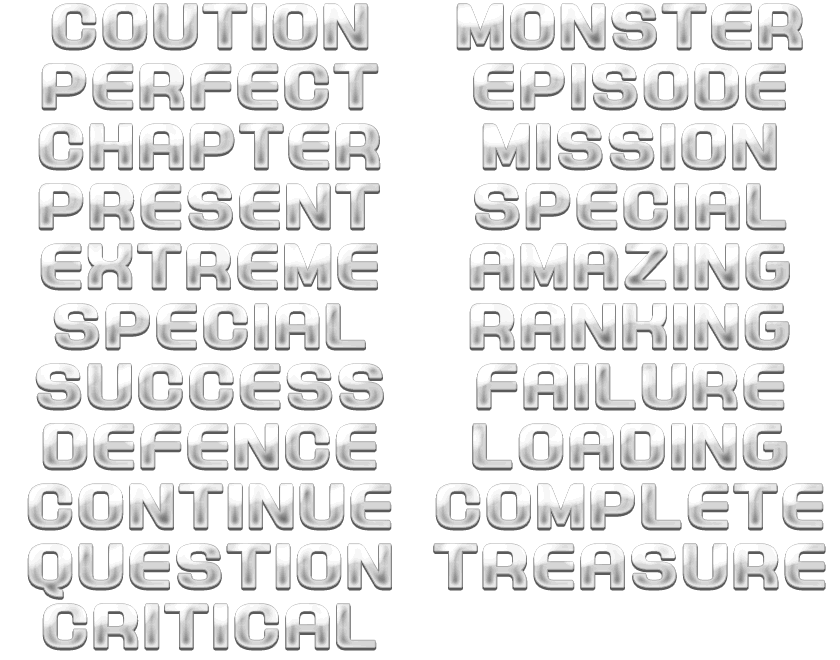 COUTION
PERFECT
CHAPTER
PRESENT
EXTREME
SPECIAL
SUCCESS
DEFENCE
CONTINUE
QUESTION
CRITICAL
MONSTER
EPISODE
MISSION
SPECIAL
AMAZING
RANKING
FAILURE
LOADING
COMPLETE
TREASURE